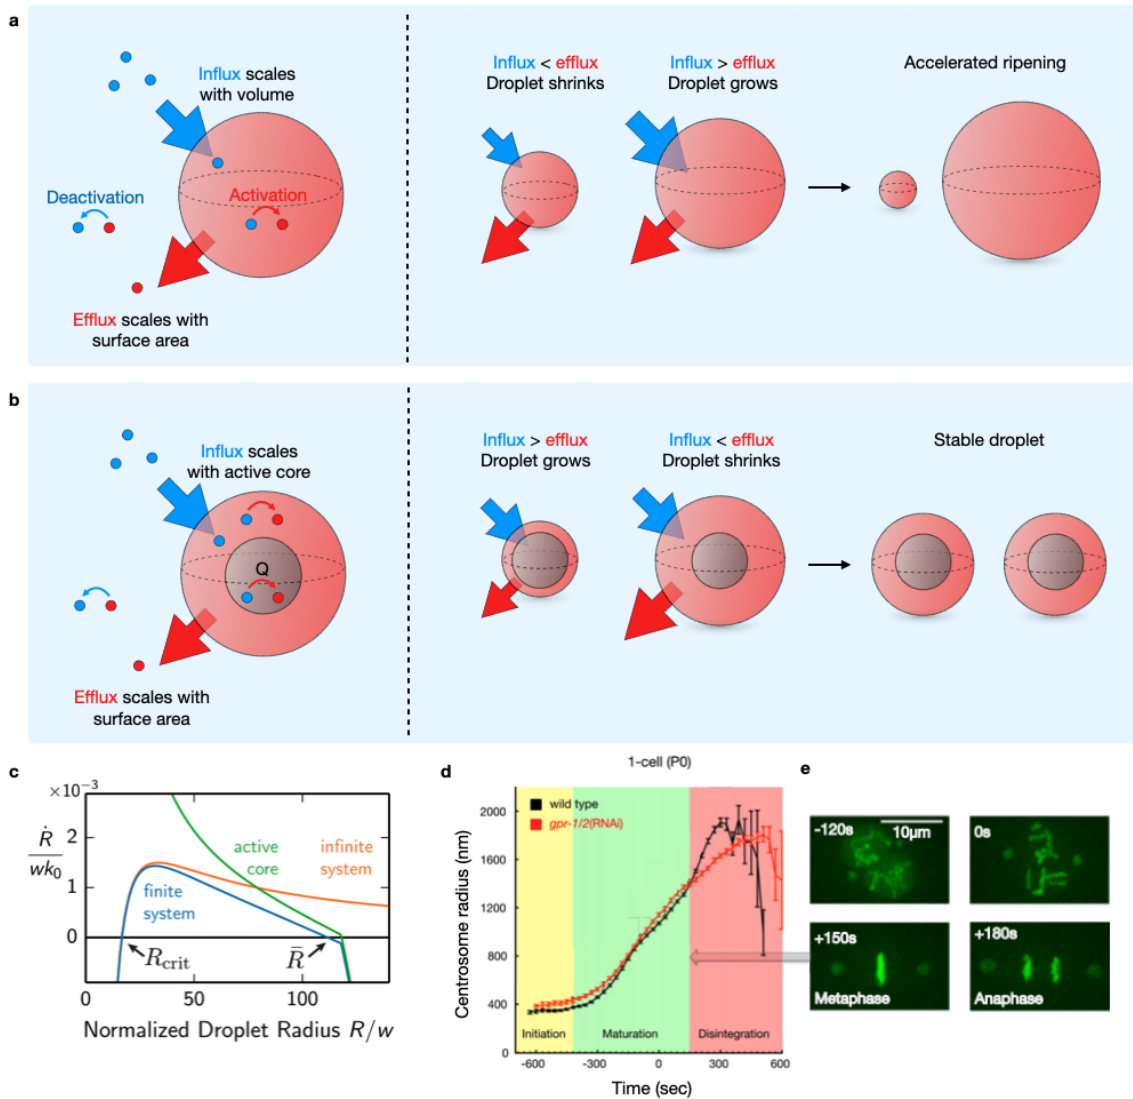 a
Influx scales
with volume
Deactivation
Activation
Efflux scales with
surface area
Influx < efflux
Droplet shrinks
Influx > efflux
Droplet grows
Accelerated ripening
b
Influx scales
with active core
Q
Efflux scales with
surface area
Influx > efflux
Droplet grows
Influx < efflux
Droplet shrinks
Stable droplet
c
×10⁻³
Ṙ
wk₀
2
1
0
active
core
infinite
system
finite
system
R_crit
R̄
0
50
100
Normalized Droplet Radius R/w
d
1-cell (P0)
wild type
gpr-1/2(RNAi)
Centrosome radius (nm)
2000
1600
1200
800
400
Initiation
Maturation
Disintegration
-600
-300
0
300
600
Time (sec)
e
-120s
10μm
0s
+150s
Metaphase
+180s
Anaphase